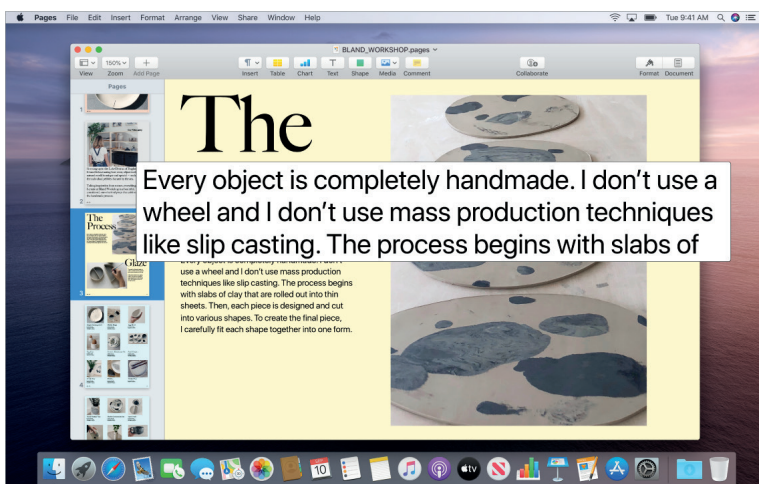 Pages File Edit Insert Format Arrange View Share Window Help
Tue 9:41 AM
BLAND_WORKSHOP.pages
150%
View Zoom Add Page
Insert Table Chart Text Shape Media Comment
Collaborate
Format Document
Pages
1
2
The
Process
Glaze
3
4
The
Every object is completely handmade. I don’t use a
wheel and I don’t use mass production techniques
like slip casting. The process begins with slabs of
use a wheel and I don’t use mass production
techniques like slip casting. The process begins
with slabs of clay that are rolled out into thin
sheets. Then, each piece is designed and cut
into various shapes. To create the final piece,
I carefully fit each shape together into one form.
10
tv